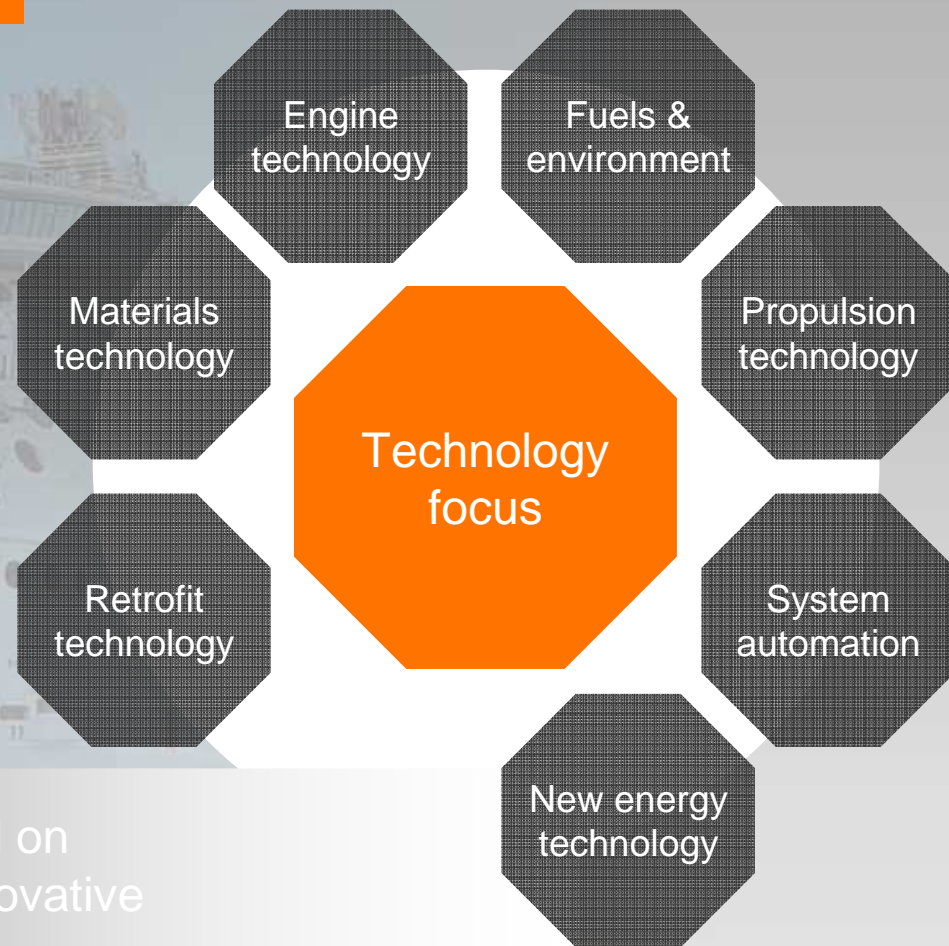 Engine
technology
Fuels &
environment
Materials
technology
Propulsion
technology
Technology
focus
Retrofit
technology
System
automation
New energy
technology
on
ovative